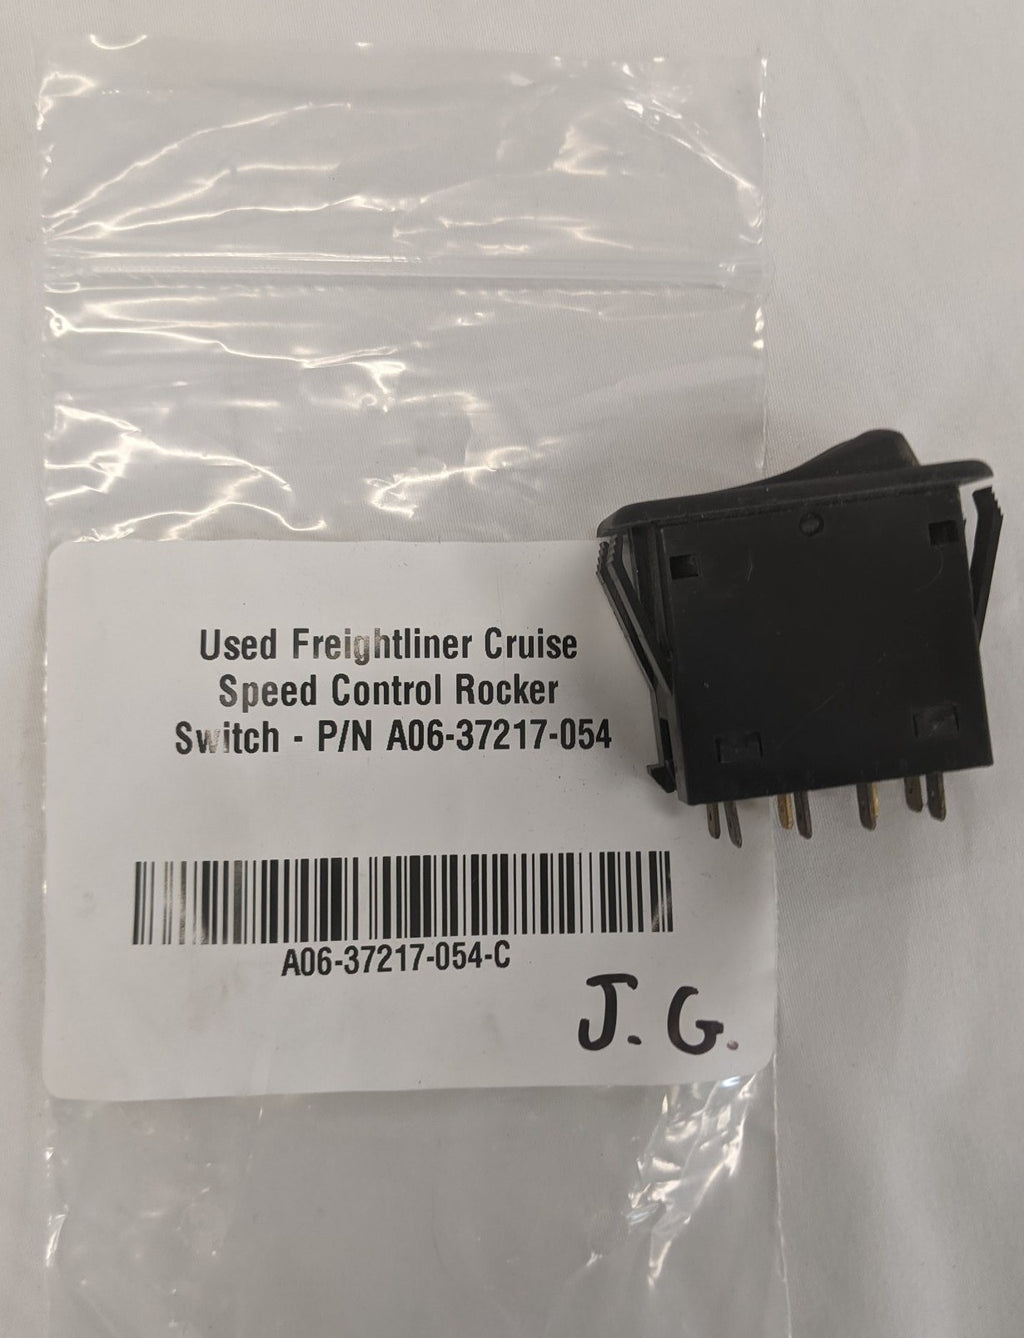 Used Freightliner Cruise
Speed Control Rocker
Switch - P/N A06-37217-054
A06-37217-054-C
J. G.